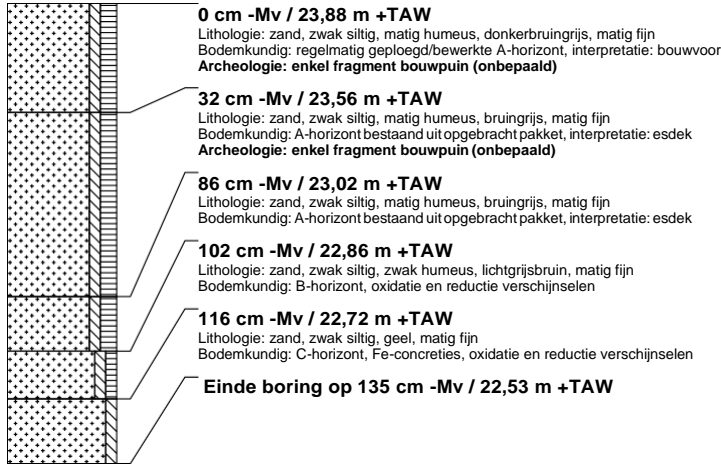 0 cm -Mv / 23,88 m +TAW
Lithologie: zand, zwak siltig, matig humeus, donkerbruingrijs, matig fijn
Bodemkundig: regelmatig geploegd/bewerkte A-horizont, interpretatie: bouwvoor
Archeologie: enkel fragment bouwpuin (onbepaald)
32 cm -Mv / 23,56 m +TAW
Lithologie: zand, zwak siltig, matig humeus, bruingrijs, matig fijn
Bodemkundig: A-horizont bestaand uit opgebracht pakket, interpretatie: esdek
Archeologie: enkel fragment bouwpuin (onbepaald)
86 cm -Mv / 23,02 m +TAW
Lithologie: zand, zwak siltig, matig humeus, bruingrijs, matig fijn
Bodemkundig: A-horizont bestaand uit opgebracht pakket, interpretatie: esdek
102 cm -Mv / 22,86 m +TAW
Lithologie: zand, zwak siltig, zwak humeus, lichtgrijsbruin, matig fijn
Bodemkundig: B-horizont, oxidatie en reductie verschijnselen
116 cm -Mv / 22,72 m +TAW
Lithologie: zand, zwak siltig, geel, matig fijn
Bodemkundig: C-horizont, Fe-concreties, oxidatie en reductie verschijnselen
Einde boring op 135 cm -Mv / 22,53 m +TAW